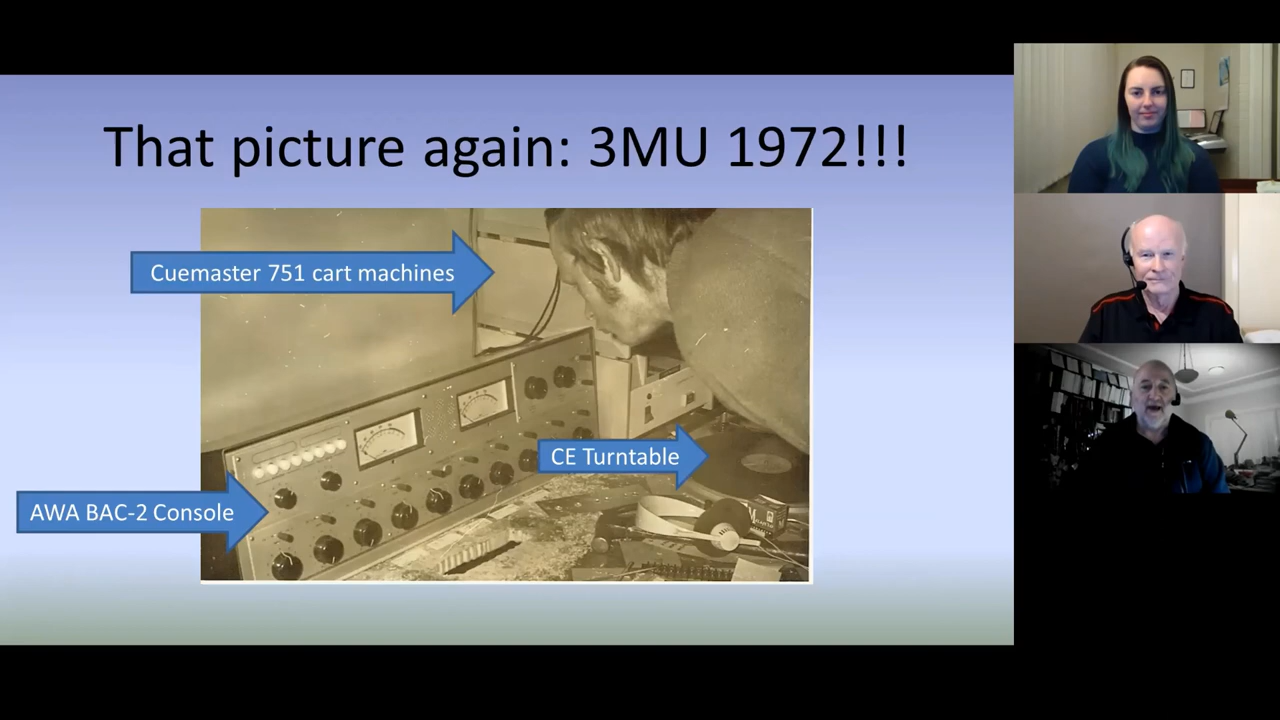 That picture again: 3MU 1972!!!
Cuemaster 751 cart machines
CE Turntable
AWA BAC-2 Console